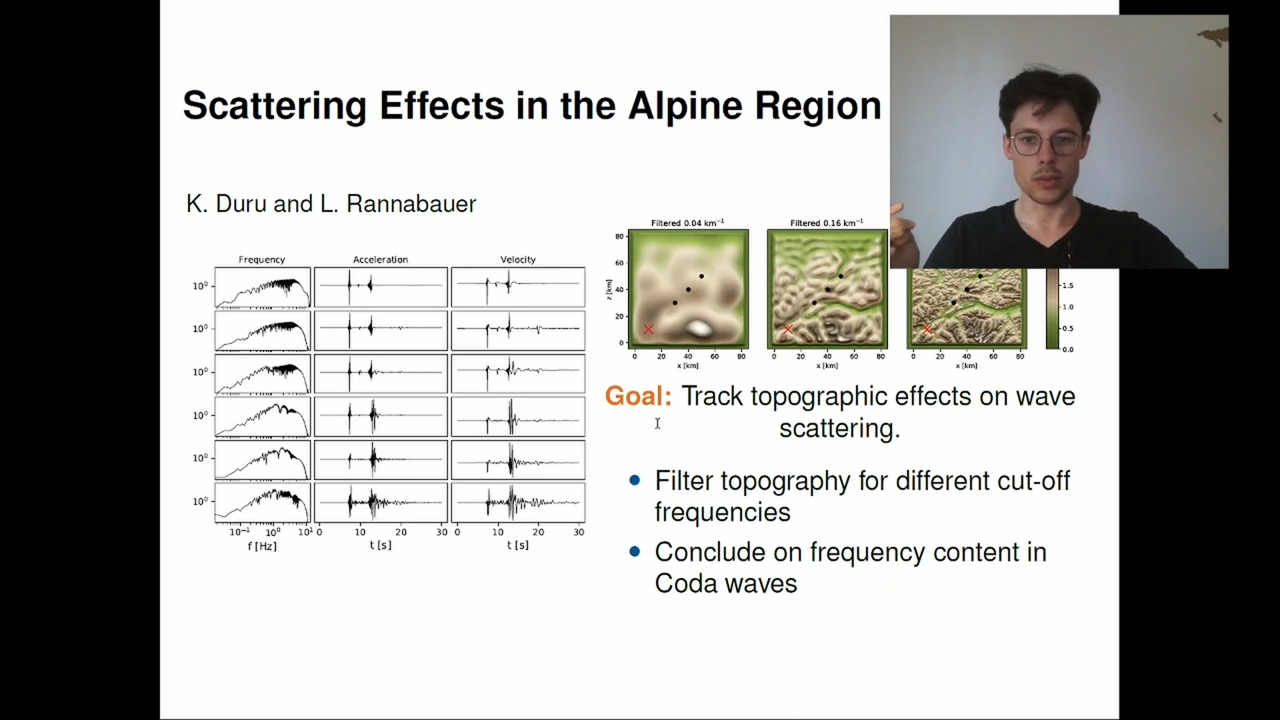 Scattering Effects in the Alpine Region
K. Duru and L. Rannabauer
Frequency Acceleration Velocity
10⁰
10⁰
10⁰
10⁰
10⁰
10⁰
10⁻¹ 10⁰ 10¹ 0 10 20 30 0 10 20 30
f [Hz] t [s] t [s]
Filtered 0.04 km⁻¹ Filtered 0.16 km⁻¹
80
60
40
20
0
z [km]
0 20 40 60 80 0 20 40 60 80 0 20 40 60 80
x [km] x [km] x [km]
1.5
1.0
0.5
0.0
Goal: Track topographic effects on wave
scattering.
• Filter topography for different cut-off
frequencies
• Conclude on frequency content in
Coda waves